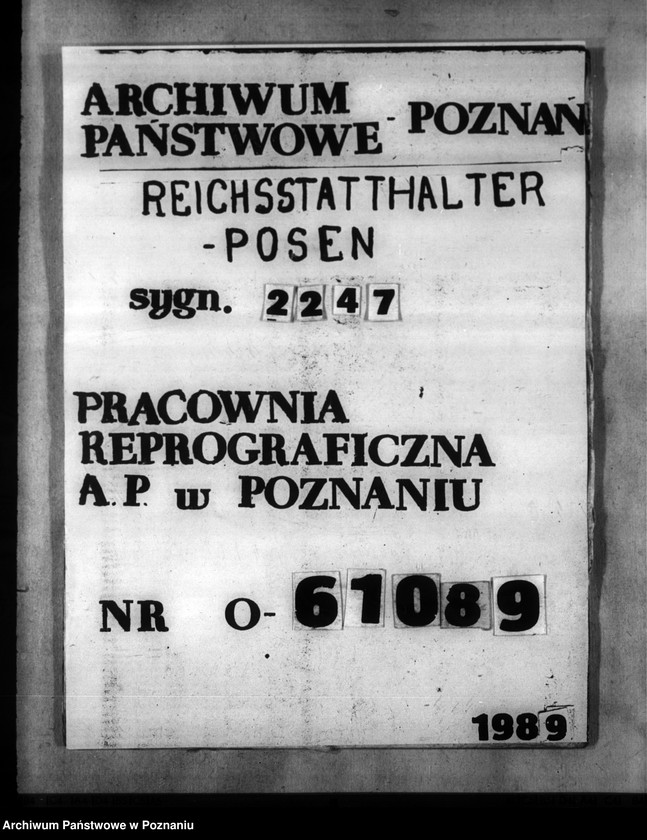 ARCHIWUM
PAŃSTWOWE - POZNAŃ
REICHSSTATTHALTER
-POSEN
sygn. 2247
PRACOWNIA
REPROGRAFICZNA
A.P. w POZNANIU
NR O-61089
1989
Archiwum Państwowe w Poznaniu